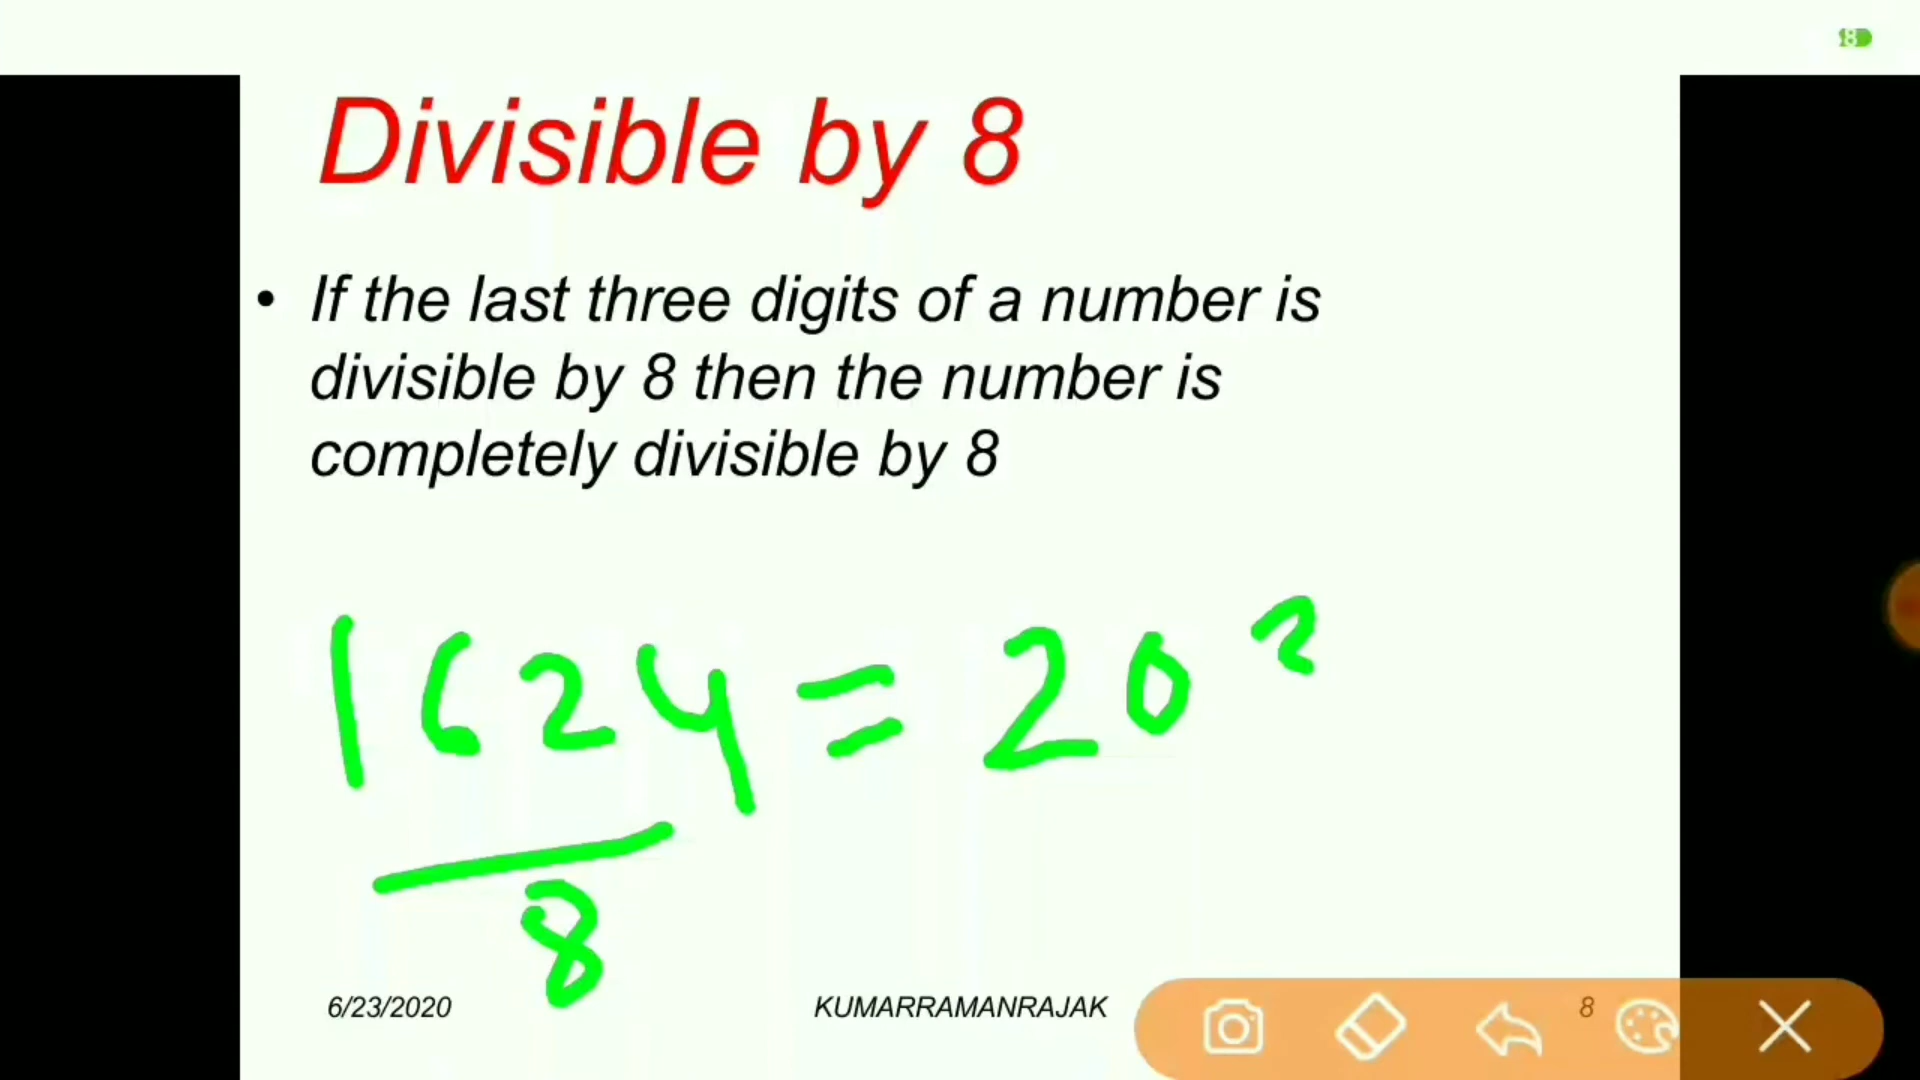 8
Divisible by 8
• If the last three digits of a number is
divisible by 8 then the number is
completely divisible by 8
1624 = 20
8
6/23/2020 KUMARRAMANRAJAK 8